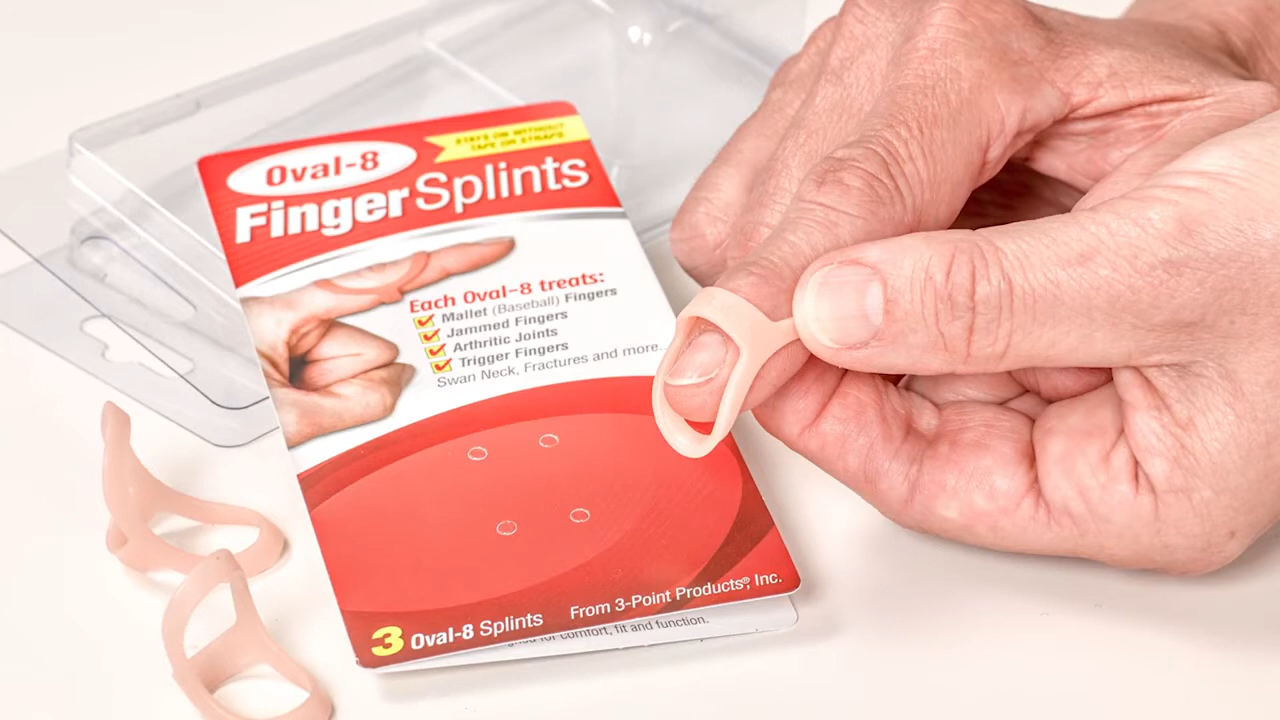 STAYS ON WITHOUT
TAPE OR STRAPS
Oval-8
FingerSplints
Each Oval-8 treats:
Mallet (Baseball) Fingers
Jammed Fingers
Arthritic Joints
Trigger Fingers
Swan Neck, Fractures and more...
3 Oval-8 Splints
From 3-Point Products®, Inc.
for comfort, fit and function.